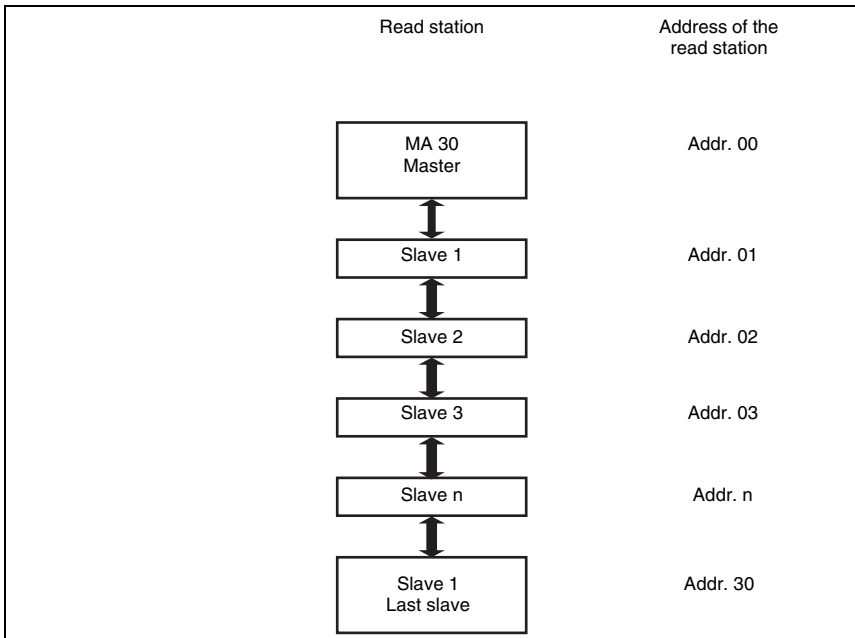 Read station
Address of the
read station
MA 30
Master
Addr. 00
Slave 1
Addr. 01
Slave 2
Addr. 02
Slave 3
Addr. 03
Slave n
Addr. n
Slave 1
Last slave
Addr. 30